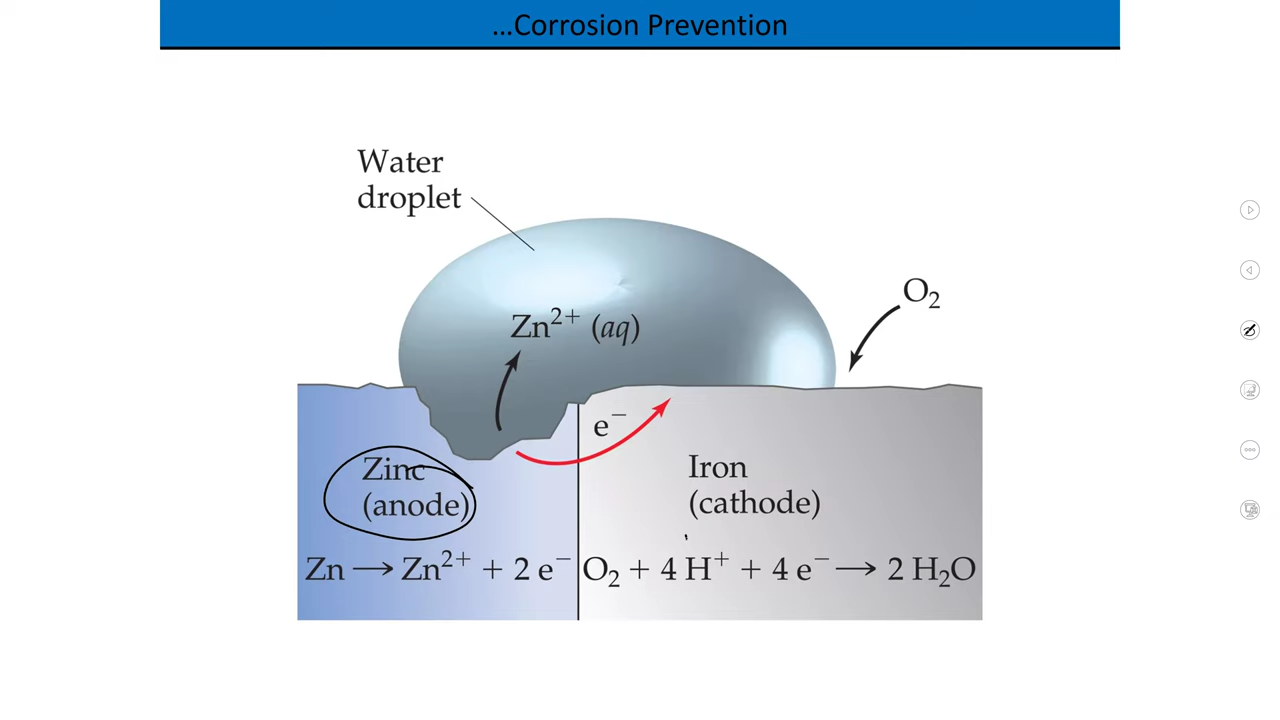 ...Corrosion Prevention
Water
droplet
O₂
Zn²⁺ (aq)
e⁻
Zinc
(anode)
Iron
(cathode)
Zn → Zn²⁺ + 2 e⁻
O₂ + 4 H⁺ + 4 e⁻ → 2 H₂O